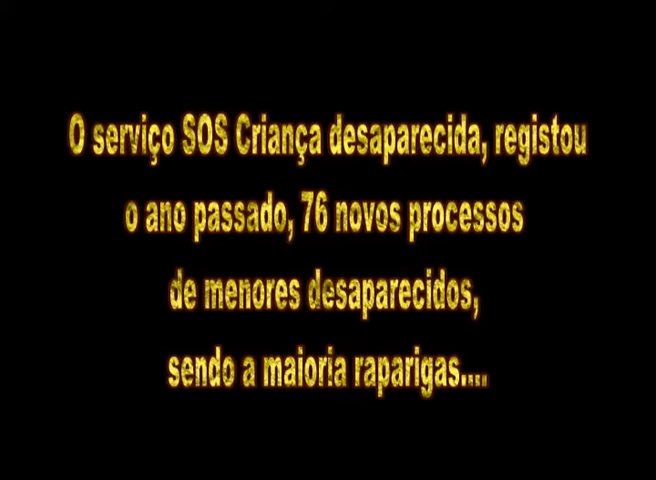 O serviço SOS Criança desaparecida, registou
o ano passado, 76 novos processos
de menores desaparecidos,
sendo a maioria raparigas....